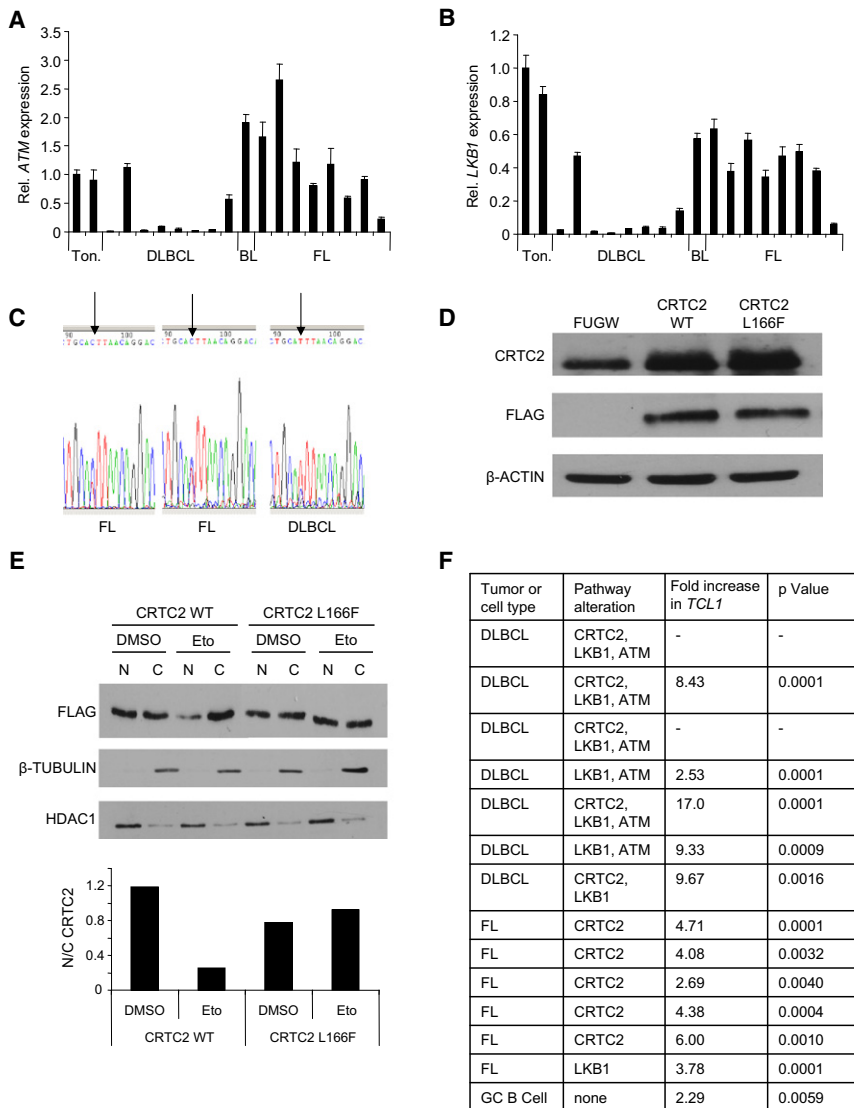 A
Rel. ATM expression
3.5
3.0
2.5
2.0
1.5
1.0
0.5
0
Ton.
DLBCL
BL
FL
B
Rel. LKB1 expression
1.2
1.0
0.8
0.6
0.4
0.2
0
Ton.
DLBCL
BL
FL
C
90 100
TGCACTTAACAGGAC
100
TGCACTTAACAGGAC
90 100
CTGCATTTAACAGGAC
FL
FL
DLBCL
D
FUGW
CRTC2 WT
CRTC2 L166F
CRTC2
FLAG
β-ACTIN
E
CRTC2 WT
CRTC2 L166F
DMSO
Eto
DMSO
Eto
N C N C N C N C
FLAG
β-TUBULIN
HDAC1
N/C CRTC2
1.2
0.8
0.4
0
DMSO
Eto
DMSO
Eto
CRTC2 WT
CRTC2 L166F
F
Tumor or cell type
Pathway alteration
Fold increase in TCL1
p Value
DLBCL
CRTC2, LKB1, ATM
-
-
DLBCL
CRTC2, LKB1, ATM
8.43
0.0001
DLBCL
CRTC2, LKB1, ATM
-
-
DLBCL
LKB1, ATM
2.53
0.0001
DLBCL
CRTC2, LKB1, ATM
17.0
0.0001
DLBCL
LKB1, ATM
9.33
0.0009
DLBCL
CRTC2, LKB1
9.67
0.0016
FL
CRTC2
4.71
0.0001
FL
CRTC2
4.08
0.0032
FL
CRTC2
2.69
0.0040
FL
CRTC2
4.38
0.0004
FL
CRTC2
6.00
0.0010
FL
LKB1
3.78
0.0001
GC B Cell
none
2.29
0.0059